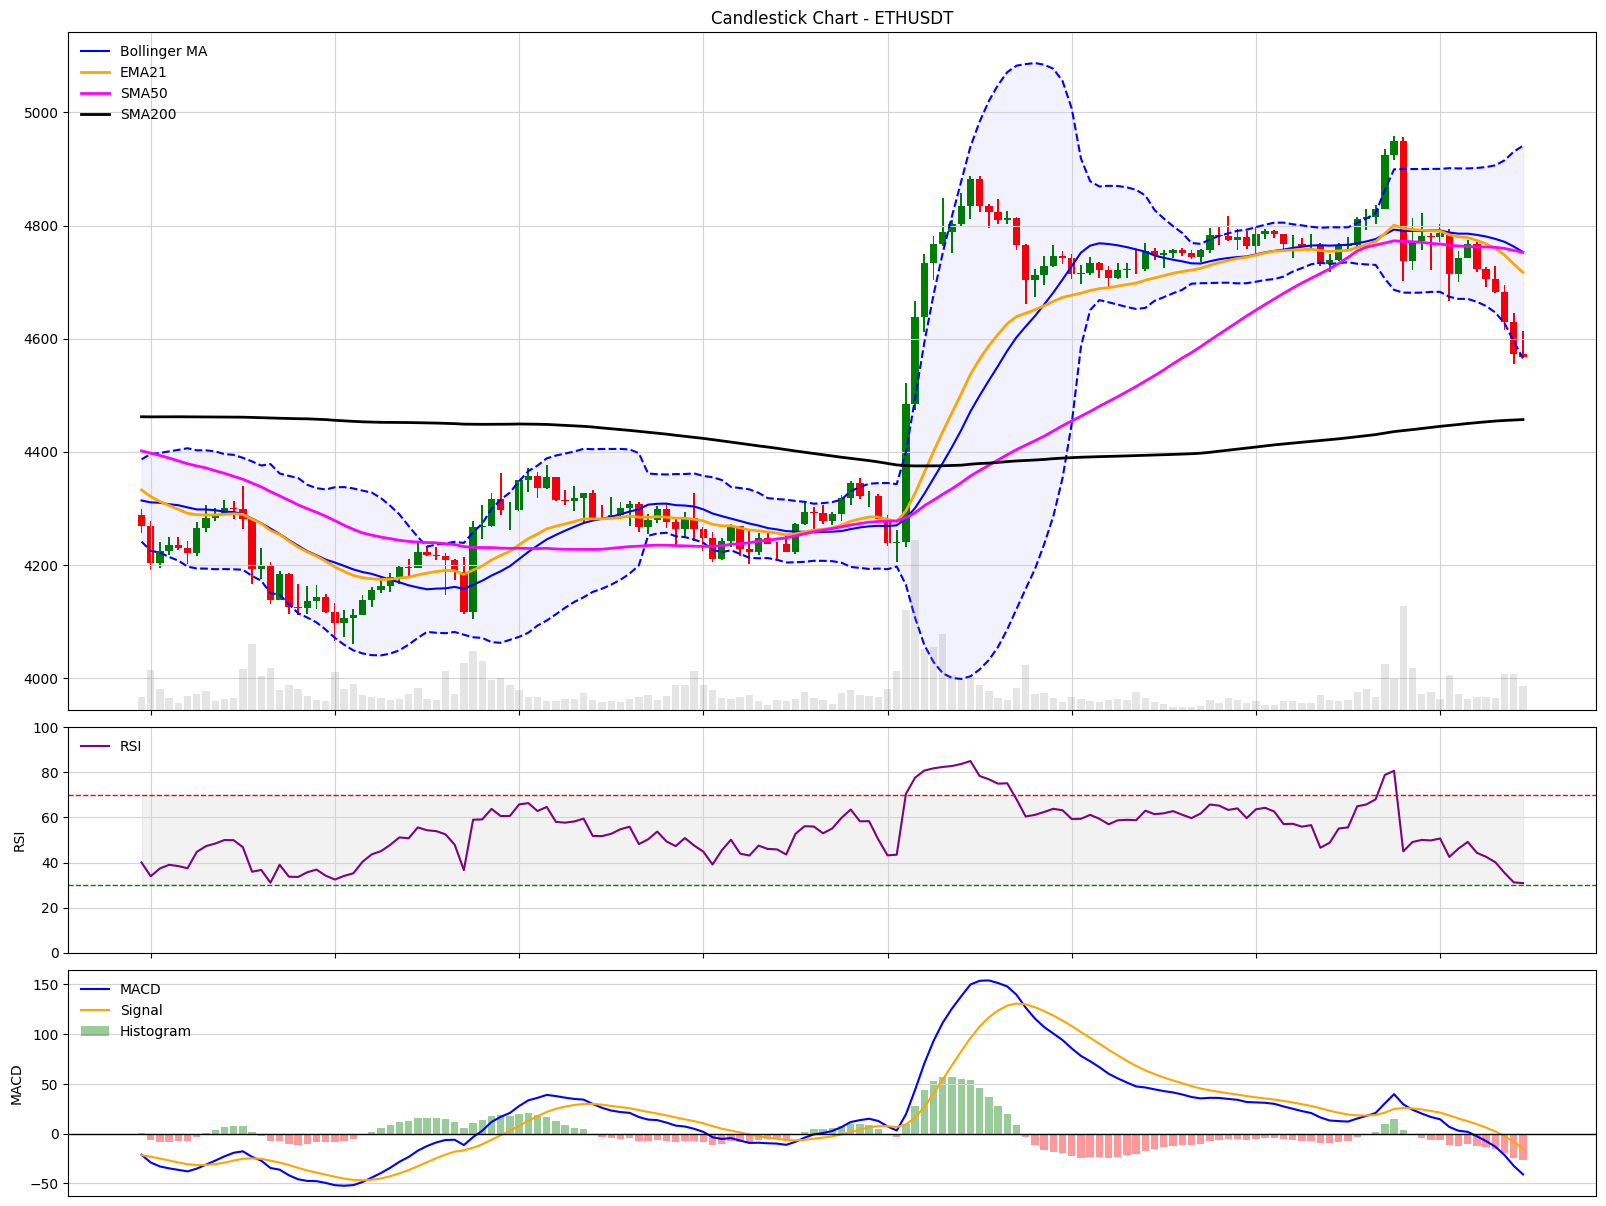 Candlestick Chart - ETHUSDT
Bollinger MA
EMA21
SMA50
SMA200
5000
4800
4600
4400
4200
4000
RSI
100
80
60
40
20
0
RSI
MACD
Signal
Histogram
150
100
50
0
−50
MACD